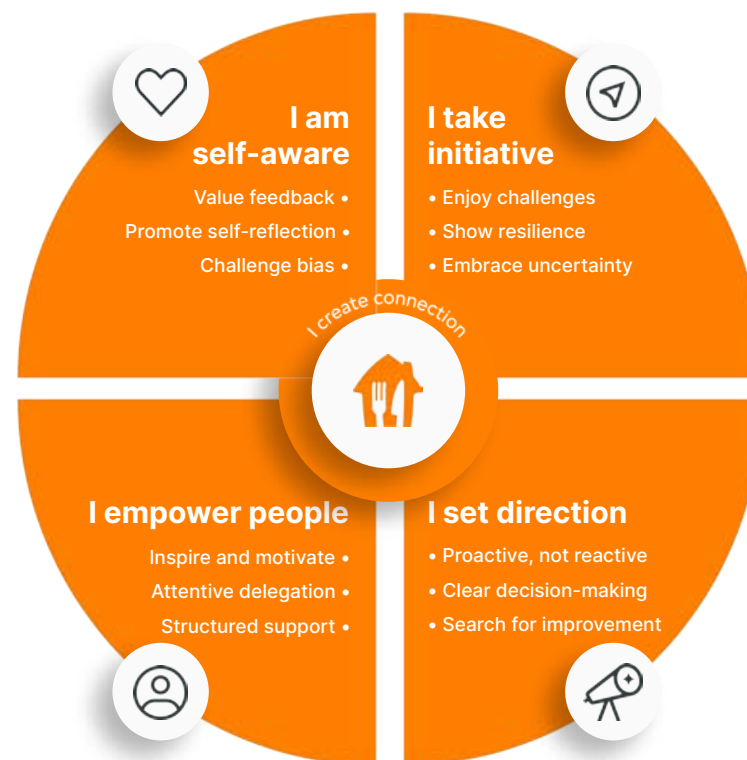 I am
self-aware
Value feedback •
Promote self-reflection •
Challenge bias •
I take
initiative
• Enjoy challenges
• Show resilience
• Embrace uncertainty
I create connection
I empower people
Inspire and motivate •
Attentive delegation •
Structured support •
I set direction
• Proactive, not reactive
• Clear decision-making
• Search for improvement